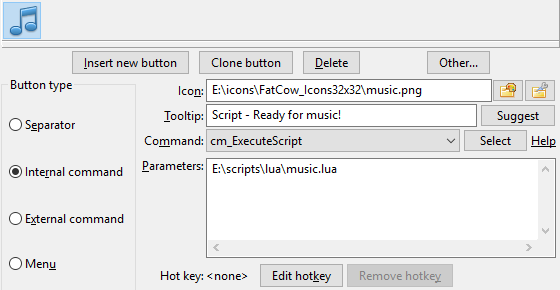 Insert new button Clone button Delete Other...
Button type
Icon: E:\icons\FatCow_Icons32x32\music.png
Tooltip: Script - Ready for music! Suggest
Separator
Command: cm_ExecuteScript Select Help
Internal command
Parameters: E:\scripts\lua\music.lua
External command
Menu
Hot key: <none> Edit hotkey Remove hotkey